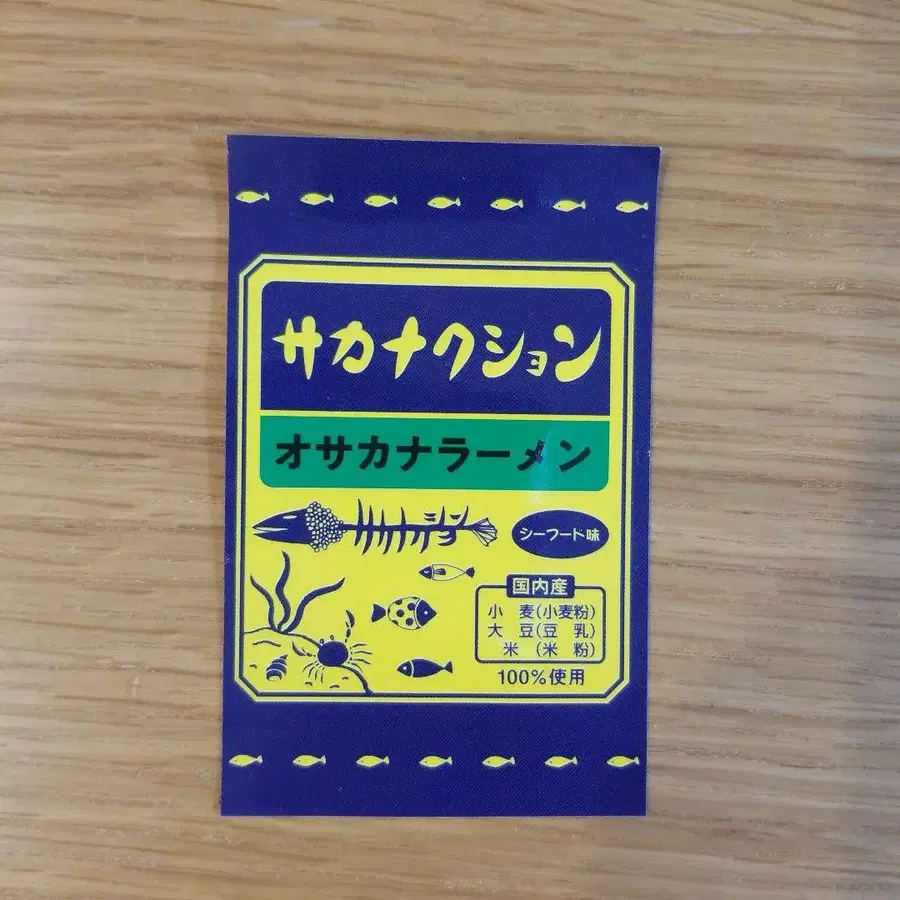 サカナクション
オサカナラーメン
シーフード味
国内産
小　麦(小麦粉)
大　豆(豆　乳)
米　(米　粉)
100%使用